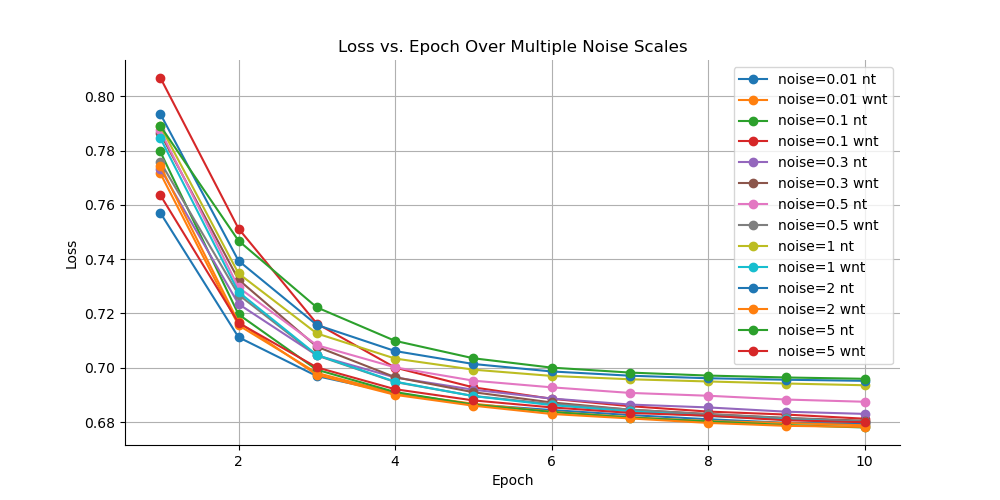 Loss vs. Epoch Over Multiple Noise Scales
Loss
0.80
0.78
0.76
0.74
0.72
0.70
0.68
2
4
6
8
10
Epoch
noise=0.01 nt
noise=0.01 wnt
noise=0.1 nt
noise=0.1 wnt
noise=0.3 nt
noise=0.3 wnt
noise=0.5 nt
noise=0.5 wnt
noise=1 nt
noise=1 wnt
noise=2 nt
noise=2 wnt
noise=5 nt
noise=5 wnt